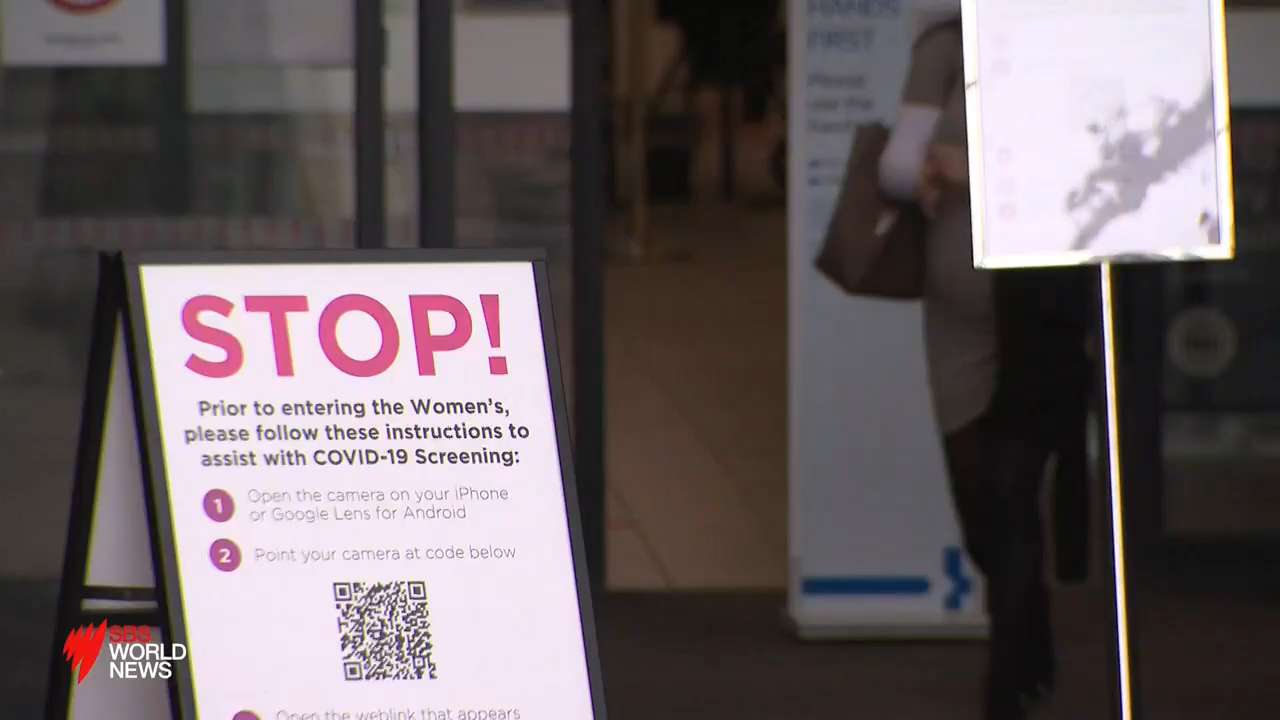 HANDS
FIRST
Please
use the
STOP!
Prior to entering the Women's,
please follow these instructions to
assist with COVID-19 Screening:
1 Open the camera on your iPhone
or Google Lens for Android
2 Point your camera at code below
Open the weblink that appears
SBS
WORLD
NEWS